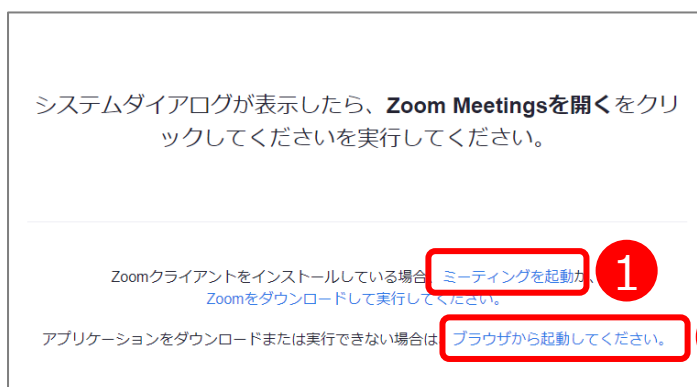 システムダイアログが表示したら、Zoom Meetingsを開くをクリ
ックしてくださいを実行してください。
Zoomクライアントをインストールしている場合、ミーティングを起動か、
1
Zoomをダウンロードして実行してください。
アプリケーションをダウンロードまたは実行できない場合は、ブラウザから起動してください。